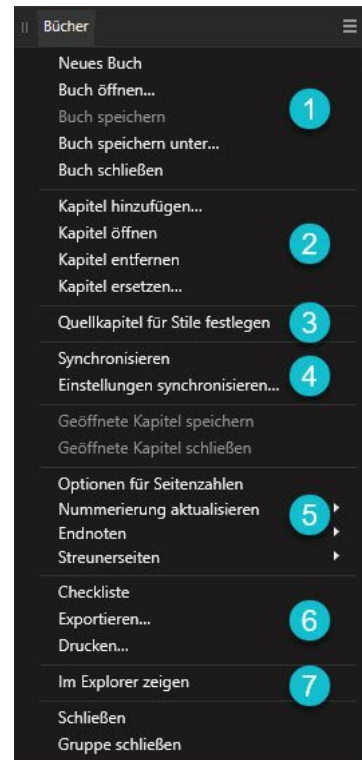 Bücher
Neues Buch
Buch öffnen...
Buch speichern
Buch speichern unter...
Buch schließen
1
Kapitel hinzufügen...
Kapitel öffnen
Kapitel entfernen
Kapitel ersetzen...
2
Quellkapitel für Stile festlegen
3
Synchronisieren
Einstellungen synchronisieren...
4
Geöffnete Kapitel speichern
Geöffnete Kapitel schließen
Optionen für Seitenzahlen
Nummerierung aktualisieren
Endnoten
Streunerseiten
5
Checkliste
Exportieren...
Drucken...
6
Im Explorer zeigen
7
Schließen
Gruppe schließen